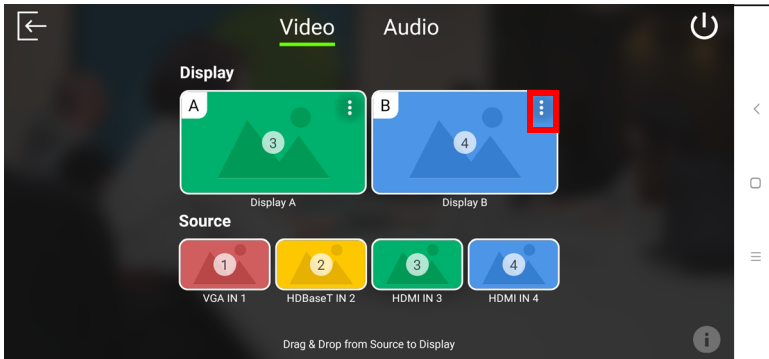 Video Audio
Display
A 3 B 4
Display A Display B
Source
1 2 3 4
VGA IN 1 HDBaseT IN 2 HDMI IN 3 HDMI IN 4
Drag & Drop from Source to Display
i